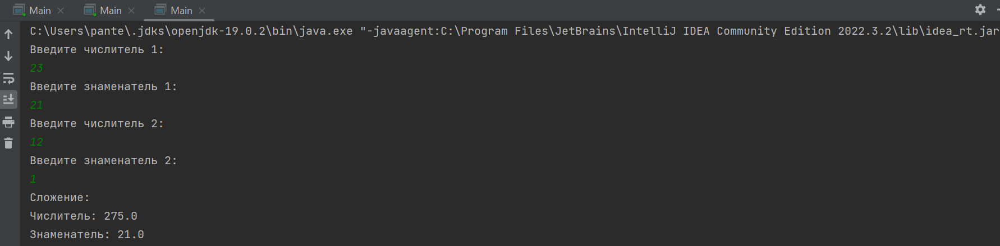 Main Main Main
C:\Users\pante\.jdks\openjdk-19.0.2\bin\java.exe "-javaagent:C:\Program Files\JetBrains\IntelliJ IDEA Community Edition 2022.3.2\lib\idea_rt.jar
Введите числитель 1:
23
Введите знаменатель 1:
21
Введите числитель 2:
12
Введите знаменатель 2:
1
Сложение:
Числитель: 275.0
Знаменатель: 21.0